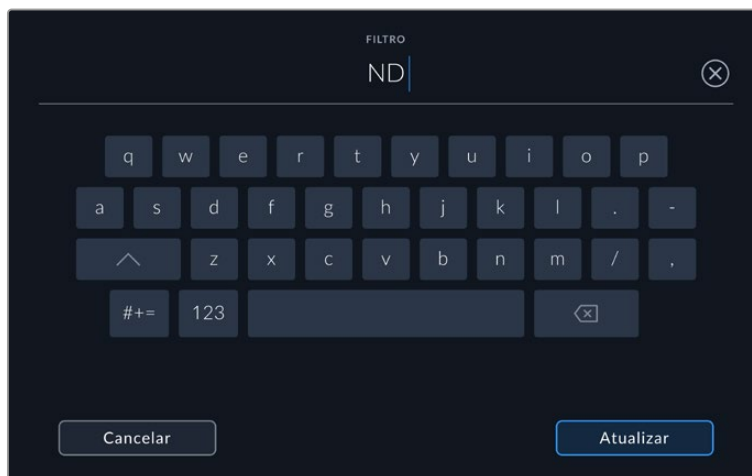 FILTRO
ND
q w e r t y u i o p
a s d f g h j k l . -
z x c v b n m / ,
#+= 123
Cancelar Atualizar